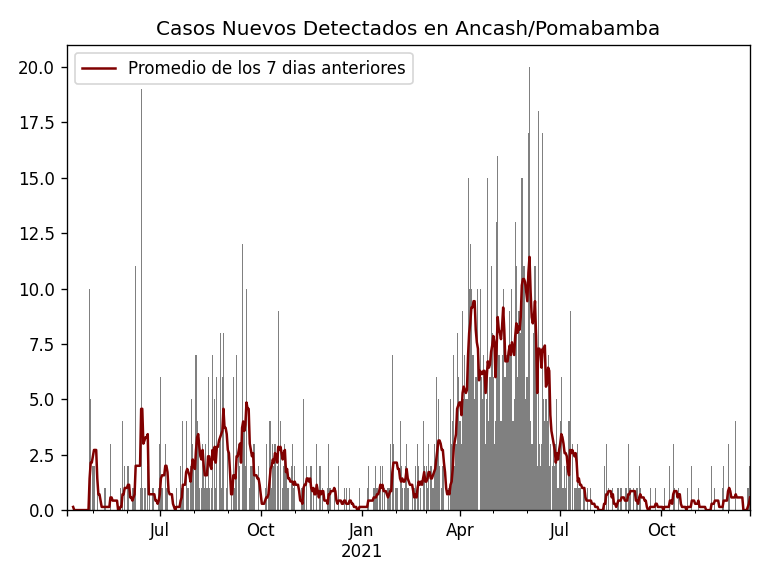 Casos Nuevos Detectados en Ancash/Pomabamba
Promedio de los 7 dias anteriores
20.0
17.5
15.0
12.5
10.0
7.5
5.0
2.5
0.0
Jul
Oct
Jan
2021
Apr
Jul
Oct